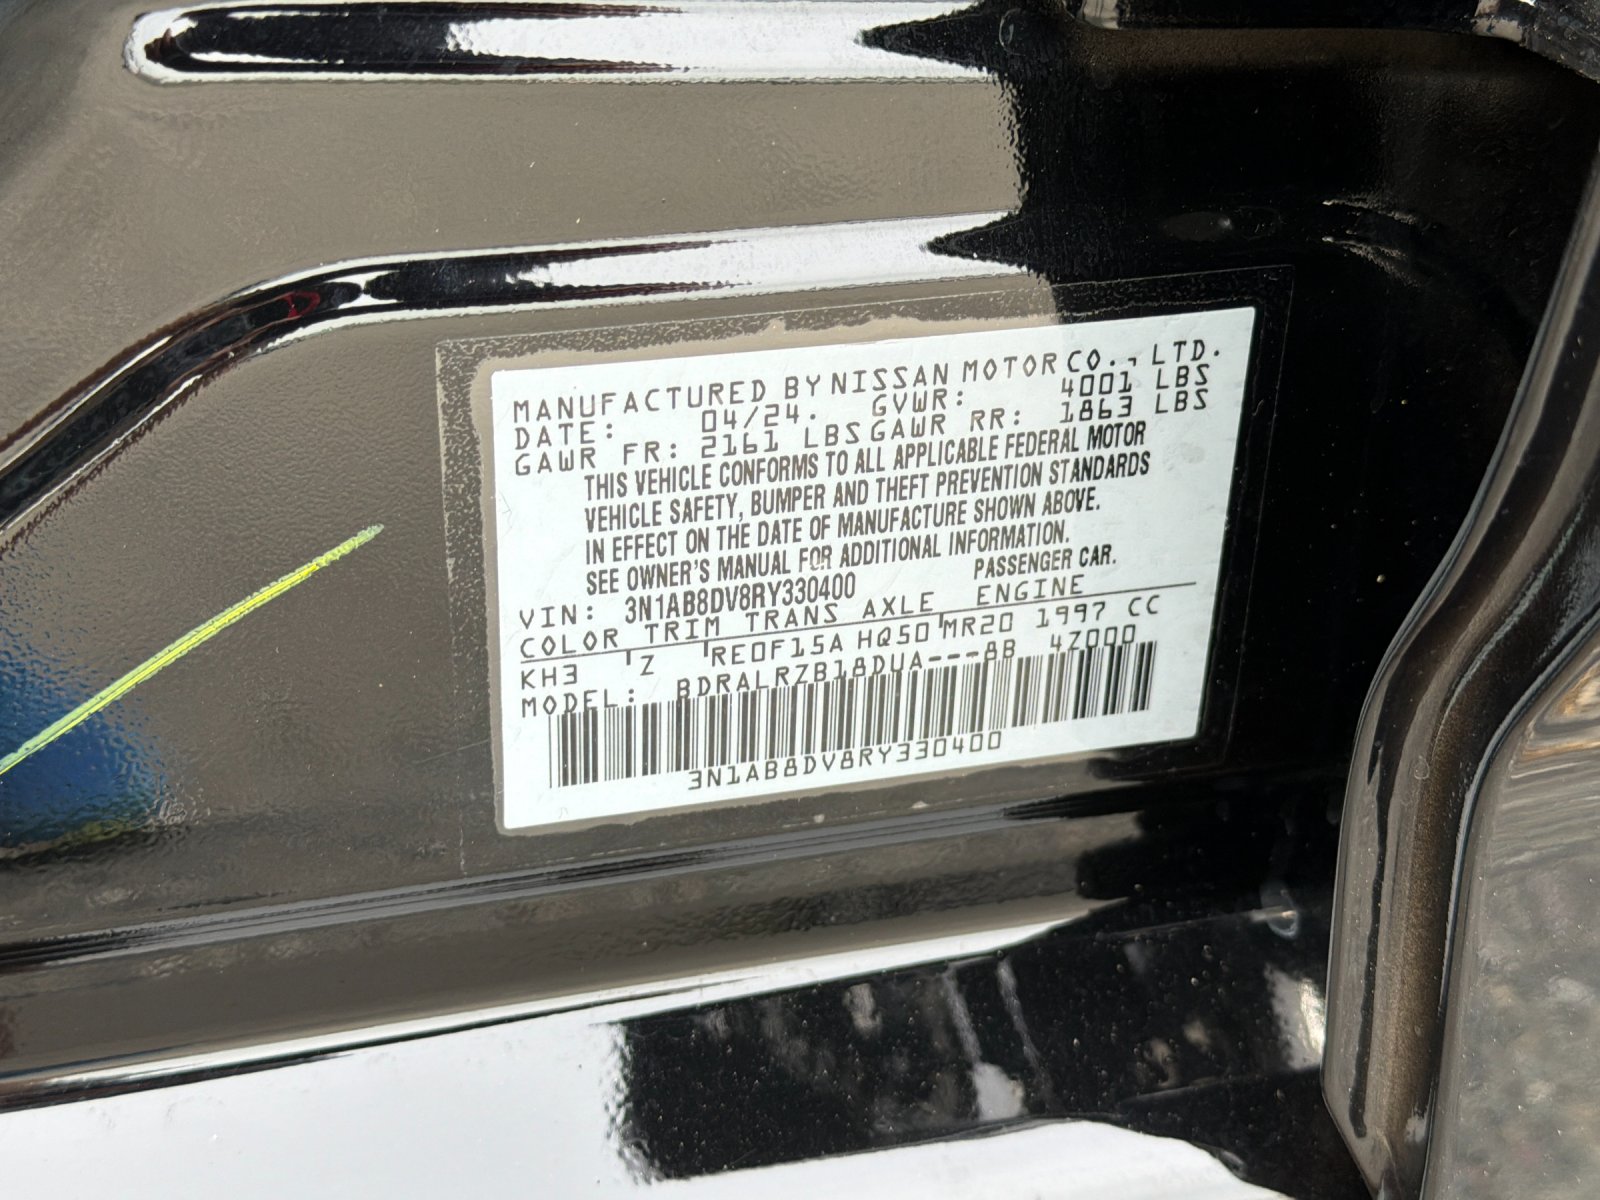 MANUFACTURED BY NISSAN MOTOR CO., LTD.
DATE: 04/24. GVWR: 4001 LBS
GAWR FR: 2161 LBS GAWR RR: 1863 LBS
THIS VEHICLE CONFORMS TO ALL APPLICABLE FEDERAL MOTOR
VEHICLE SAFETY, BUMPER AND THEFT PREVENTION STANDARDS
IN EFFECT ON THE DATE OF MANUFACTURE SHOWN ABOVE.
SEE OWNER'S MANUAL FOR ADDITIONAL INFORMATION.
VIN: 3N1AB8DV8RY330400 PASSENGER CAR.
COLOR TRIM TRANS AXLE ENGINE
KH3 Z RE0F15A HQ50 MR20 1997 CC
MODEL: BDRALRZB18DUA---8B 4Z000
3N1AB8DV8RY330400